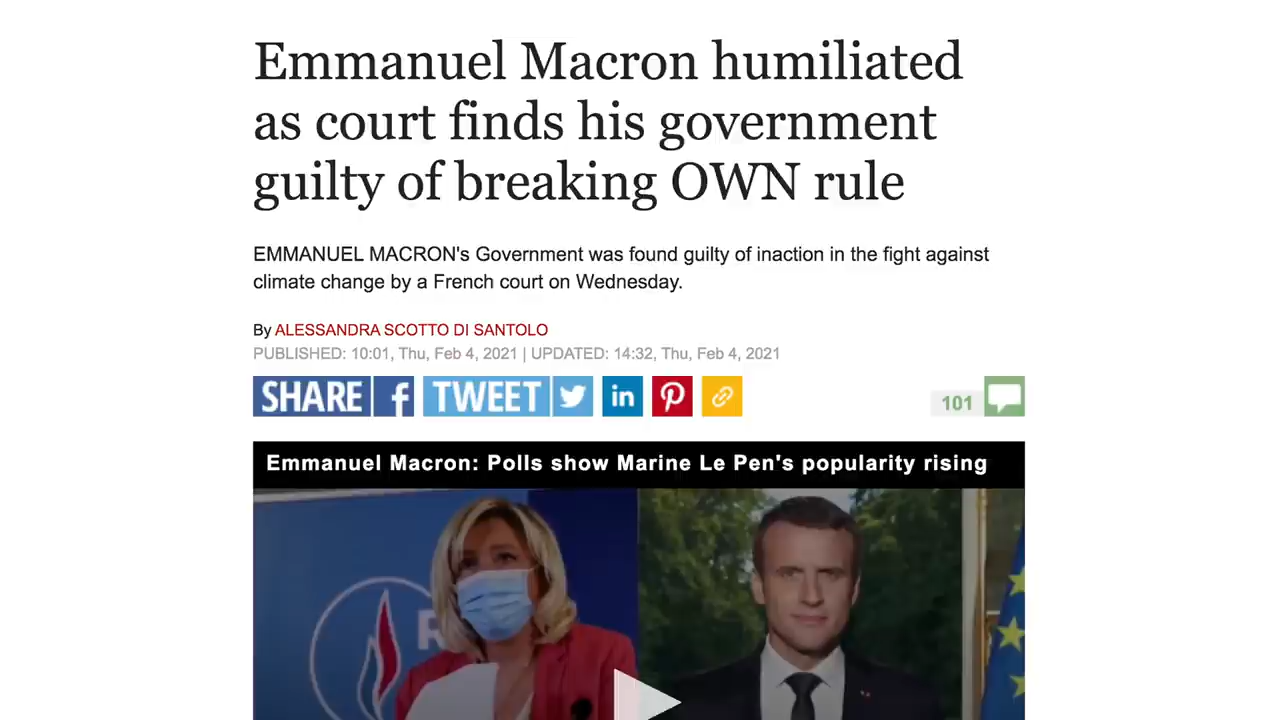 Emmanuel Macron humiliated
as court finds his government
guilty of breaking OWN rule
EMMANUEL MACRON's Government was found guilty of inaction in the fight against
climate change by a French court on Wednesday.
By ALESSANDRA SCOTTO DI SANTOLO
PUBLISHED: 10:01, Thu, Feb 4, 2021 | UPDATED: 14:32, Thu, Feb 4, 2021
SHARE f TWEET in 101
Emmanuel Macron: Polls show Marine Le Pen's popularity rising
R